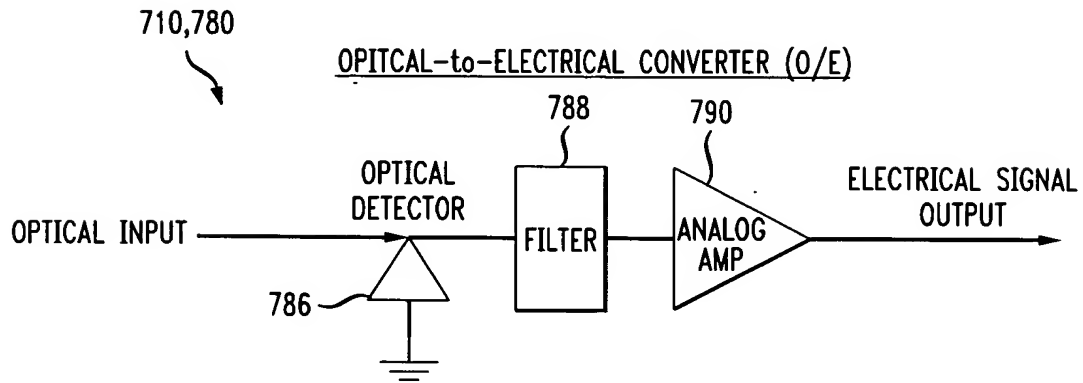 710,780
OPITCAL-to-ELECTRICAL CONVERTER (O/E)
788
790
OPTICAL
DETECTOR
ELECTRICAL SIGNAL
OUTPUT
OPTICAL INPUT
FILTER
ANALOG
AMP
786